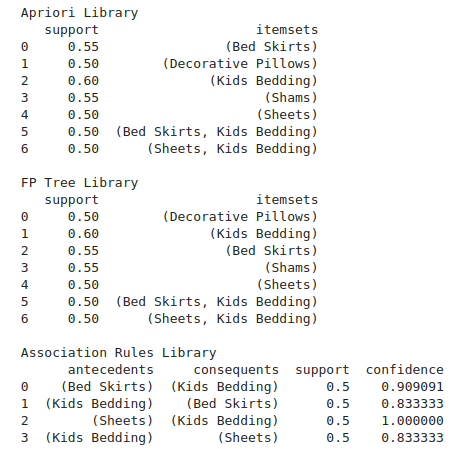 Apriori Library
   support                    itemsets
0     0.55                (Bed Skirts)
1     0.50        (Decorative Pillows)
2     0.60              (Kids Bedding)
3     0.55                     (Shams)
4     0.50                    (Sheets)
5     0.50  (Bed Skirts, Kids Bedding)
6     0.50      (Sheets, Kids Bedding)

FP Tree Library
   support                    itemsets
0     0.50        (Decorative Pillows)
1     0.60              (Kids Bedding)
2     0.55                (Bed Skirts)
3     0.55                     (Shams)
4     0.50                    (Sheets)
5     0.50  (Bed Skirts, Kids Bedding)
6     0.50      (Sheets, Kids Bedding)

Association Rules Library
      antecedents     consequents  support  confidence
0    (Bed Skirts)  (Kids Bedding)      0.5    0.909091
1  (Kids Bedding)    (Bed Skirts)      0.5    0.833333
2        (Sheets)  (Kids Bedding)      0.5    1.000000
3  (Kids Bedding)        (Sheets)      0.5    0.833333